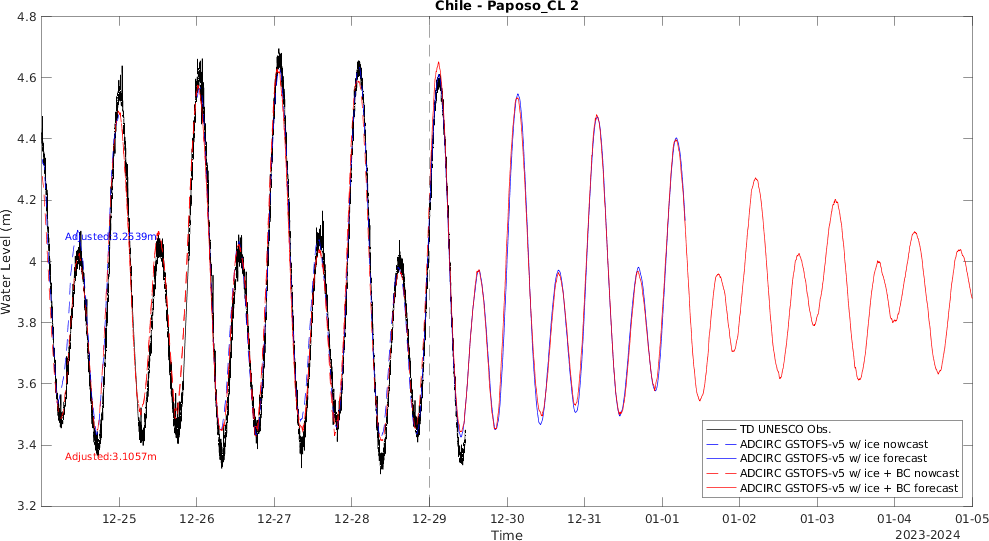 Chile - Paposo_CL 2
4.8
4.6
4.4
4.2
4
3.8
3.6
3.4
3.2
Water Level (m)
Adjusted:3.2539m
Adjusted:3.1057m
TD UNESCO Obs.
ADCIRC GSTOFS-v5 w/ ice nowcast
ADCIRC GSTOFS-v5 w/ ice forecast
ADCIRC GSTOFS-v5 w/ ice + BC nowcast
ADCIRC GSTOFS-v5 w/ ice + BC forecast
12-25 12-26 12-27 12-28 12-29 12-30 12-31 01-01 01-02 01-03 01-04 01-05
Time
2023-2024